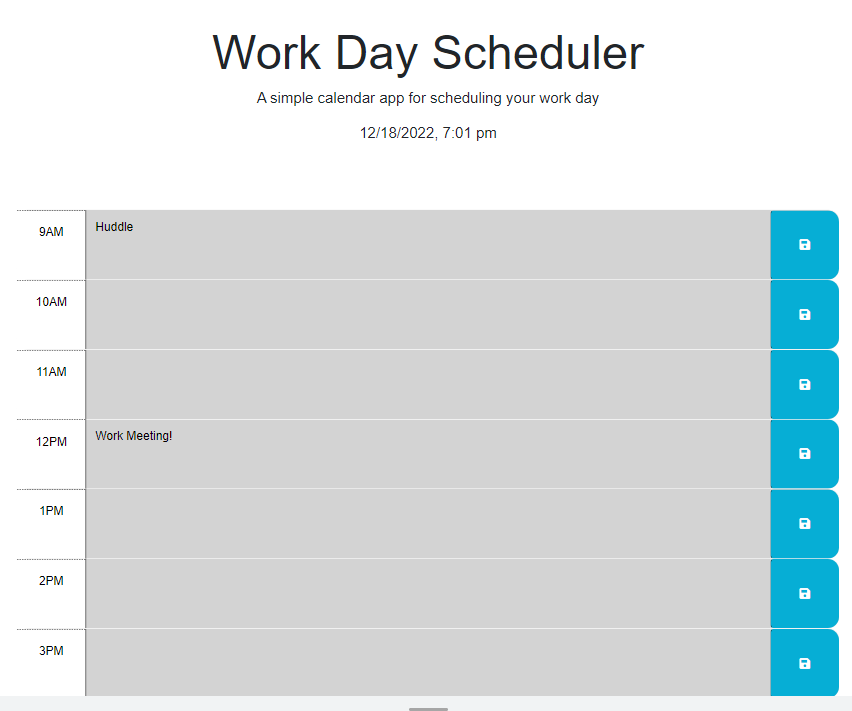 Work Day Scheduler
A simple calendar app for scheduling your work day
12/18/2022, 7:01 pm
9AM
Huddle
10AM
11AM
12PM
Work Meeting!
1PM
2PM
3PM